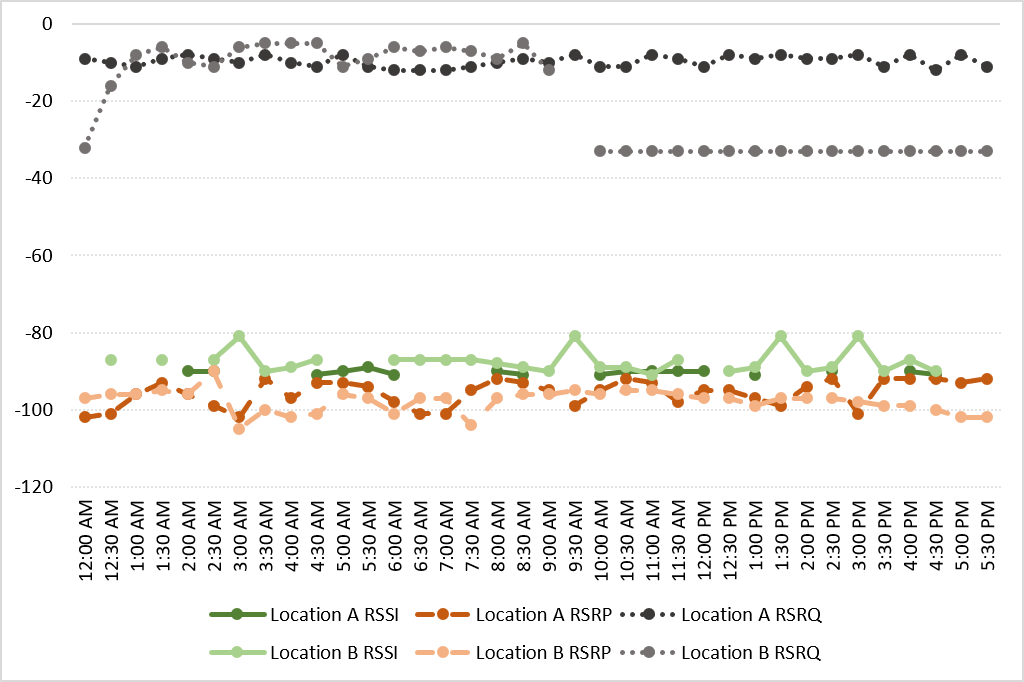 0
-20
-40
-60
-80
-100
-120
12:00 AM
12:30 AM
1:00 AM
1:30 AM
2:00 AM
2:30 AM
3:00 AM
3:30 AM
4:00 AM
4:30 AM
5:00 AM
5:30 AM
6:00 AM
6:30 AM
7:00 AM
7:30 AM
8:00 AM
8:30 AM
9:00 AM
9:30 AM
10:00 AM
10:30 AM
11:00 AM
11:30 AM
12:00 PM
12:30 PM
1:00 PM
1:30 PM
2:00 PM
2:30 PM
3:00 PM
3:30 PM
4:00 PM
4:30 PM
5:00 PM
5:30 PM
Location A RSSI Location A RSRP Location A RSRQ
Location B RSSI Location B RSRP Location B RSRQ